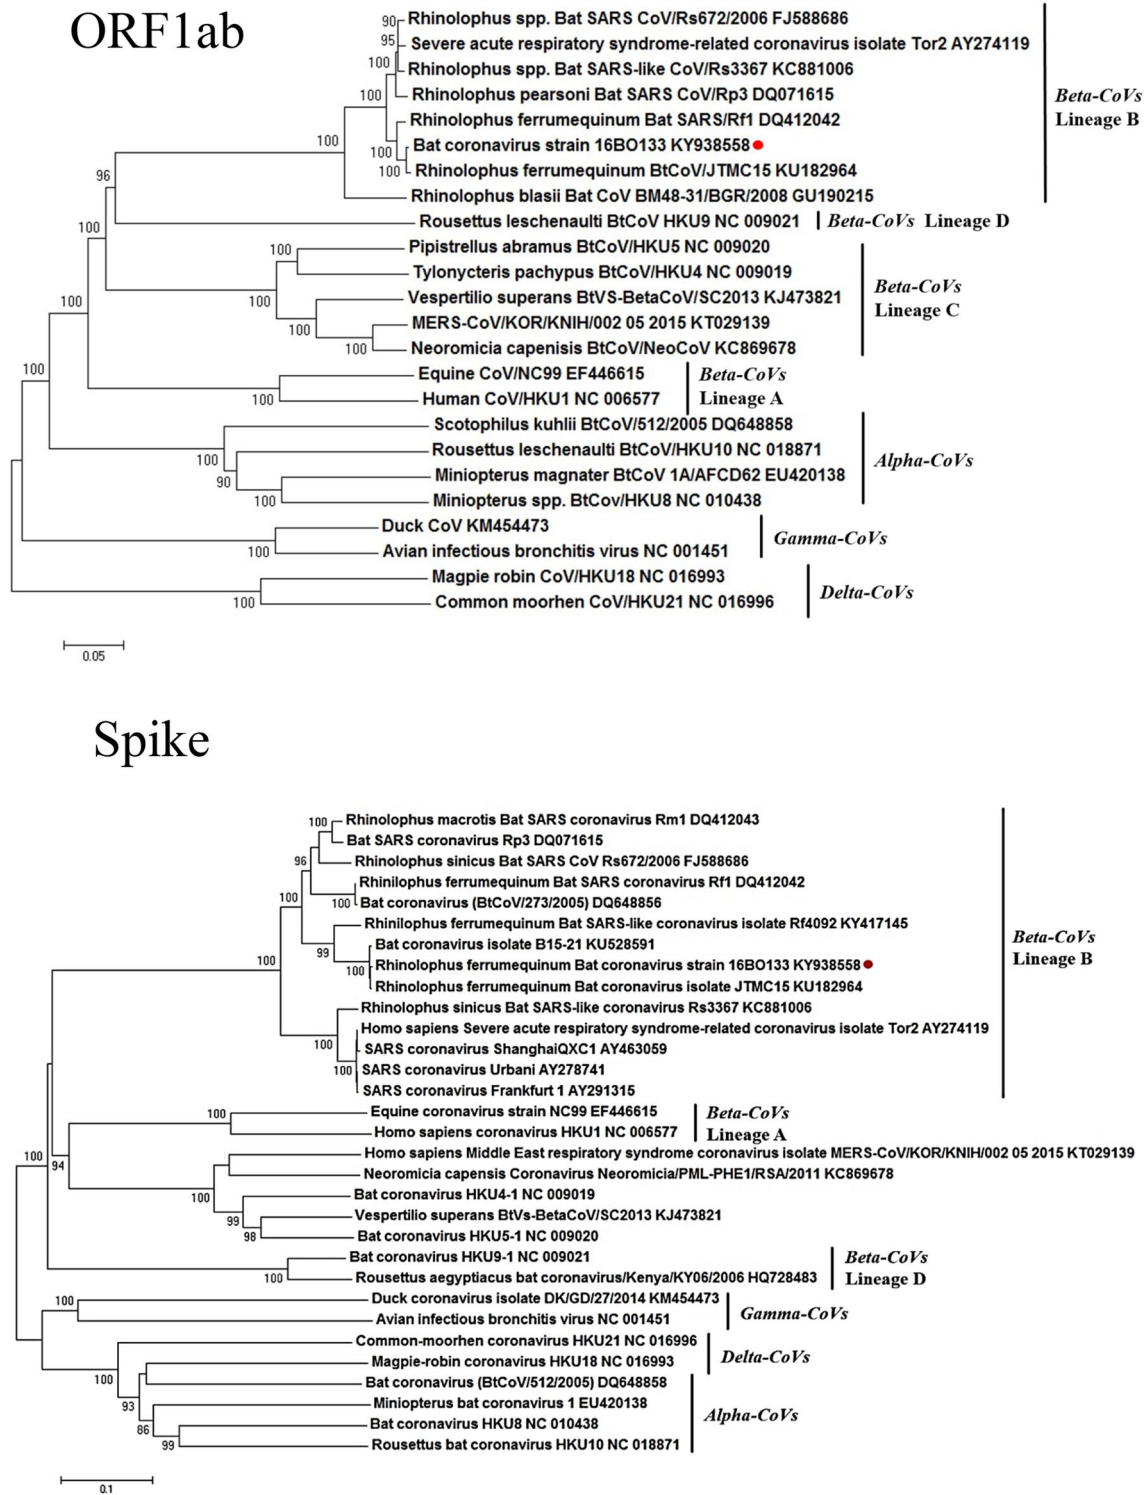 ORF1ab
90
Rhinolophus spp. Bat SARS CoV/Rs672/2006 FJ588686
95
Severe acute respiratory syndrome-related coronavirus isolate Tor2 AY274119
100
Rhinolophus spp. Bat SARS-like CoV/Rs3367 KC881006
100
Rhinolophus pearsoni Bat SARS CoV/Rp3 DQ071615
Beta-CoVs
Lineage B
Rhinolophus ferrumequinum Bat SARS/Rf1 DQ412042
100
Bat coronavirus strain 16BO133 KY938558
100
100
Rhinolophus ferrumequinum BtCoV/JTMC15 KU182964
96
Rhinolophus blasii Bat CoV BM48-31/BGR/2008 GU190215
100
Rousettus leschenaulti BtCoV HKU9 NC 009021
Beta-CoVs Lineage D
100
Pipistrellus abramus BtCoV/HKU5 NC 009020
Tylonycteris pachypus BtCoV/HKU4 NC 009019
100
100
Vespertilio superans BtVS-BetaCoV/SC2013 KJ473821
Beta-CoVs
Lineage C
100
MERS-CoV/KOR/KNIH/002 05 2015 KT029139
100
Neoromicia capenisis BtCoV/NeoCoV KC869678
100
Equine CoV/NC99 EF446615
Beta-CoVs
Lineage A
100
Human CoV/HKU1 NC 006577
Scotophilus kuhlii BtCoV/512/2005 DQ648858
100
Rousettus leschenaulti BtCoV/HKU10 NC 018871
Alpha-CoVs
90
Miniopterus magnater BtCoV 1A/AFCD62 EU420138
100
Miniopterus spp. BtCov/HKU8 NC 010438
Duck CoV KM454473
Gamma-CoVs
100
Avian infectious bronchitis virus NC 001451
Magpie robin CoV/HKU18 NC 016993
Delta-CoVs
100
Common moorhen CoV/HKU21 NC 016996
0.05
Spike
100
Rhinolophus macrotis Bat SARS coronavirus Rm1 DQ412043
Bat SARS coronavirus Rp3 DQ071615
96
Rhinolophus sinicus Bat SARS CoV Rs672/2006 FJ588686
Rhinilophus ferrumequinum Bat SARS coronavirus Rf1 DQ412042
100
100
Bat coronavirus (BtCoV/273/2005) DQ648856
Rhinilophus ferrumequinum Bat SARS-like coronavirus isolate Rf4092 KY417145
Beta-CoVs
Lineage B
99
Bat coronavirus isolate B15-21 KU528591
100
100
Rhinolophus ferrumequinum Bat coronavirus strain 16BO133 KY938558
Rhinolophus ferrumequinum Bat coronavirus isolate JTMC15 KU182964
Rhinolophus sinicus Bat SARS-like coronavirus Rs3367 KC881006
Homo sapiens Severe acute respiratory syndrome-related coronavirus isolate Tor2 AY274119
100
SARS coronavirus ShanghaiQXC1 AY463059
100
SARS coronavirus Urbani AY278741
SARS coronavirus Frankfurt 1 AY291315
100
Equine coronavirus strain NC99 EF446615
Beta-CoVs
Lineage A
Homo sapiens coronavirus HKU1 NC 006577
100
94
Homo sapiens Middle East respiratory syndrome coronavirus isolate MERS-CoV/KOR/KNIH/002 05 2015 KT029139
Neoromicia capensis Coronavirus Neoromicia/PML-PHE1/RSA/2011 KC869678
100
Bat coronavirus HKU4-1 NC 009019
99
Vespertilio superans BtVs-BetaCoV/SC2013 KJ473821
98
Bat coronavirus HKU5-1 NC 009020
Bat coronavirus HKU9-1 NC 009021
Beta-CoVs
Lineage D
100
Rousettus aegyptiacus bat coronavirus/Kenya/KY06/2006 HQ728483
100
Duck coronavirus isolate DK/GD/27/2014 KM454473
Gamma-CoVs
Avian infectious bronchitis virus NC 001451
Common-moorhen coronavirus HKU21 NC 016996
Delta-CoVs
100
Magpie-robin coronavirus HKU18 NC 016993
Bat coronavirus (BtCoV/512/2005) DQ648858
93
Miniopterus bat coronavirus 1 EU420138
Alpha-CoVs
86
Bat coronavirus HKU8 NC 010438
99
Rousettus bat coronavirus HKU10 NC 018871
0.1